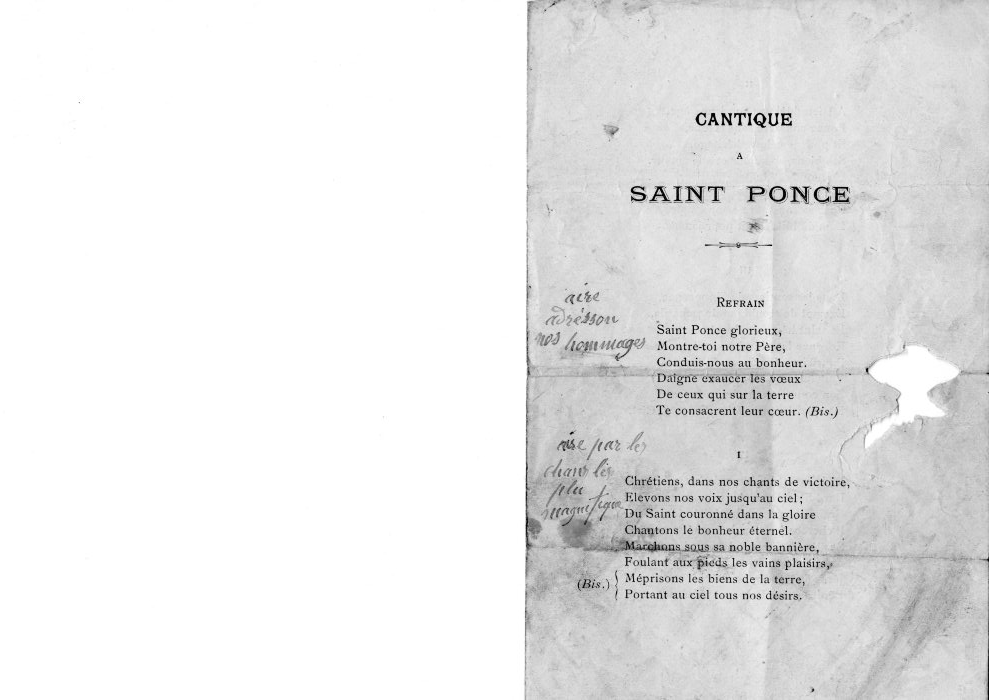 CANTIQUE
A
SAINT PONCE
aire
adrésson
nos hommages
REFRAIN
Saint Ponce glorieux,
Montre-toi notre Père,
Conduis-nous au bonheur.
Daigne exaucer les vœux
De ceux qui sur la terre
Te consacrent leur cœur. (Bis.)
aire par les
chans les
plu
magnifique
I
Chrétiens, dans nos chants de victoire,
Elevons nos voix jusqu'au ciel ;
Du Saint couronné dans la gloire
Chantons le bonheur éternel.
Marchons sous sa noble bannière,
Foulant aux pieds les vains plaisirs,
(Bis.) { Méprisons les biens de la terre,
Portant au ciel tous nos désirs.